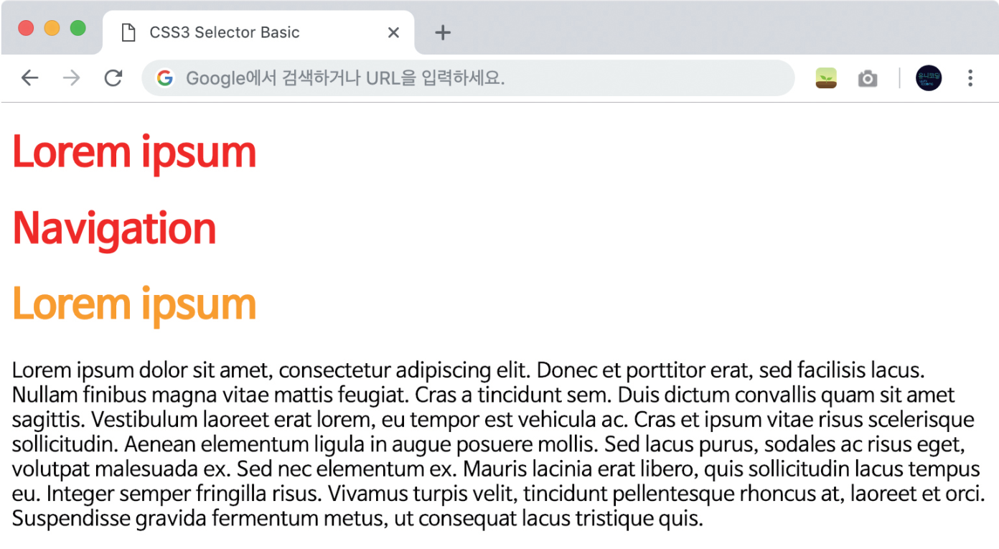 CSS3 Selector Basic
Google에서 검색하거나 URL을 입력하세요.
유니코딩
Lorem ipsum
Navigation
Lorem ipsum
Lorem ipsum dolor sit amet, consectetur adipiscing elit. Donec et porttitor erat, sed facilisis lacus.
Nullam finibus magna vitae mattis feugiat. Cras a tincidunt sem. Duis dictum convallis quam sit amet
sagittis. Vestibulum laoreet erat lorem, eu tempor est vehicula ac. Cras et ipsum vitae risus scelerisque
sollicitudin. Aenean elementum ligula in augue posuere mollis. Sed lacus purus, sodales ac risus eget,
volutpat malesuada ex. Sed nec elementum ex. Mauris lacinia erat libero, quis sollicitudin lacus tempus
eu. Integer semper fringilla risus. Vivamus turpis velit, tincidunt pellentesque rhoncus at, laoreet et orci.
Suspendisse gravida fermentum metus, ut consequat lacus tristique quis.